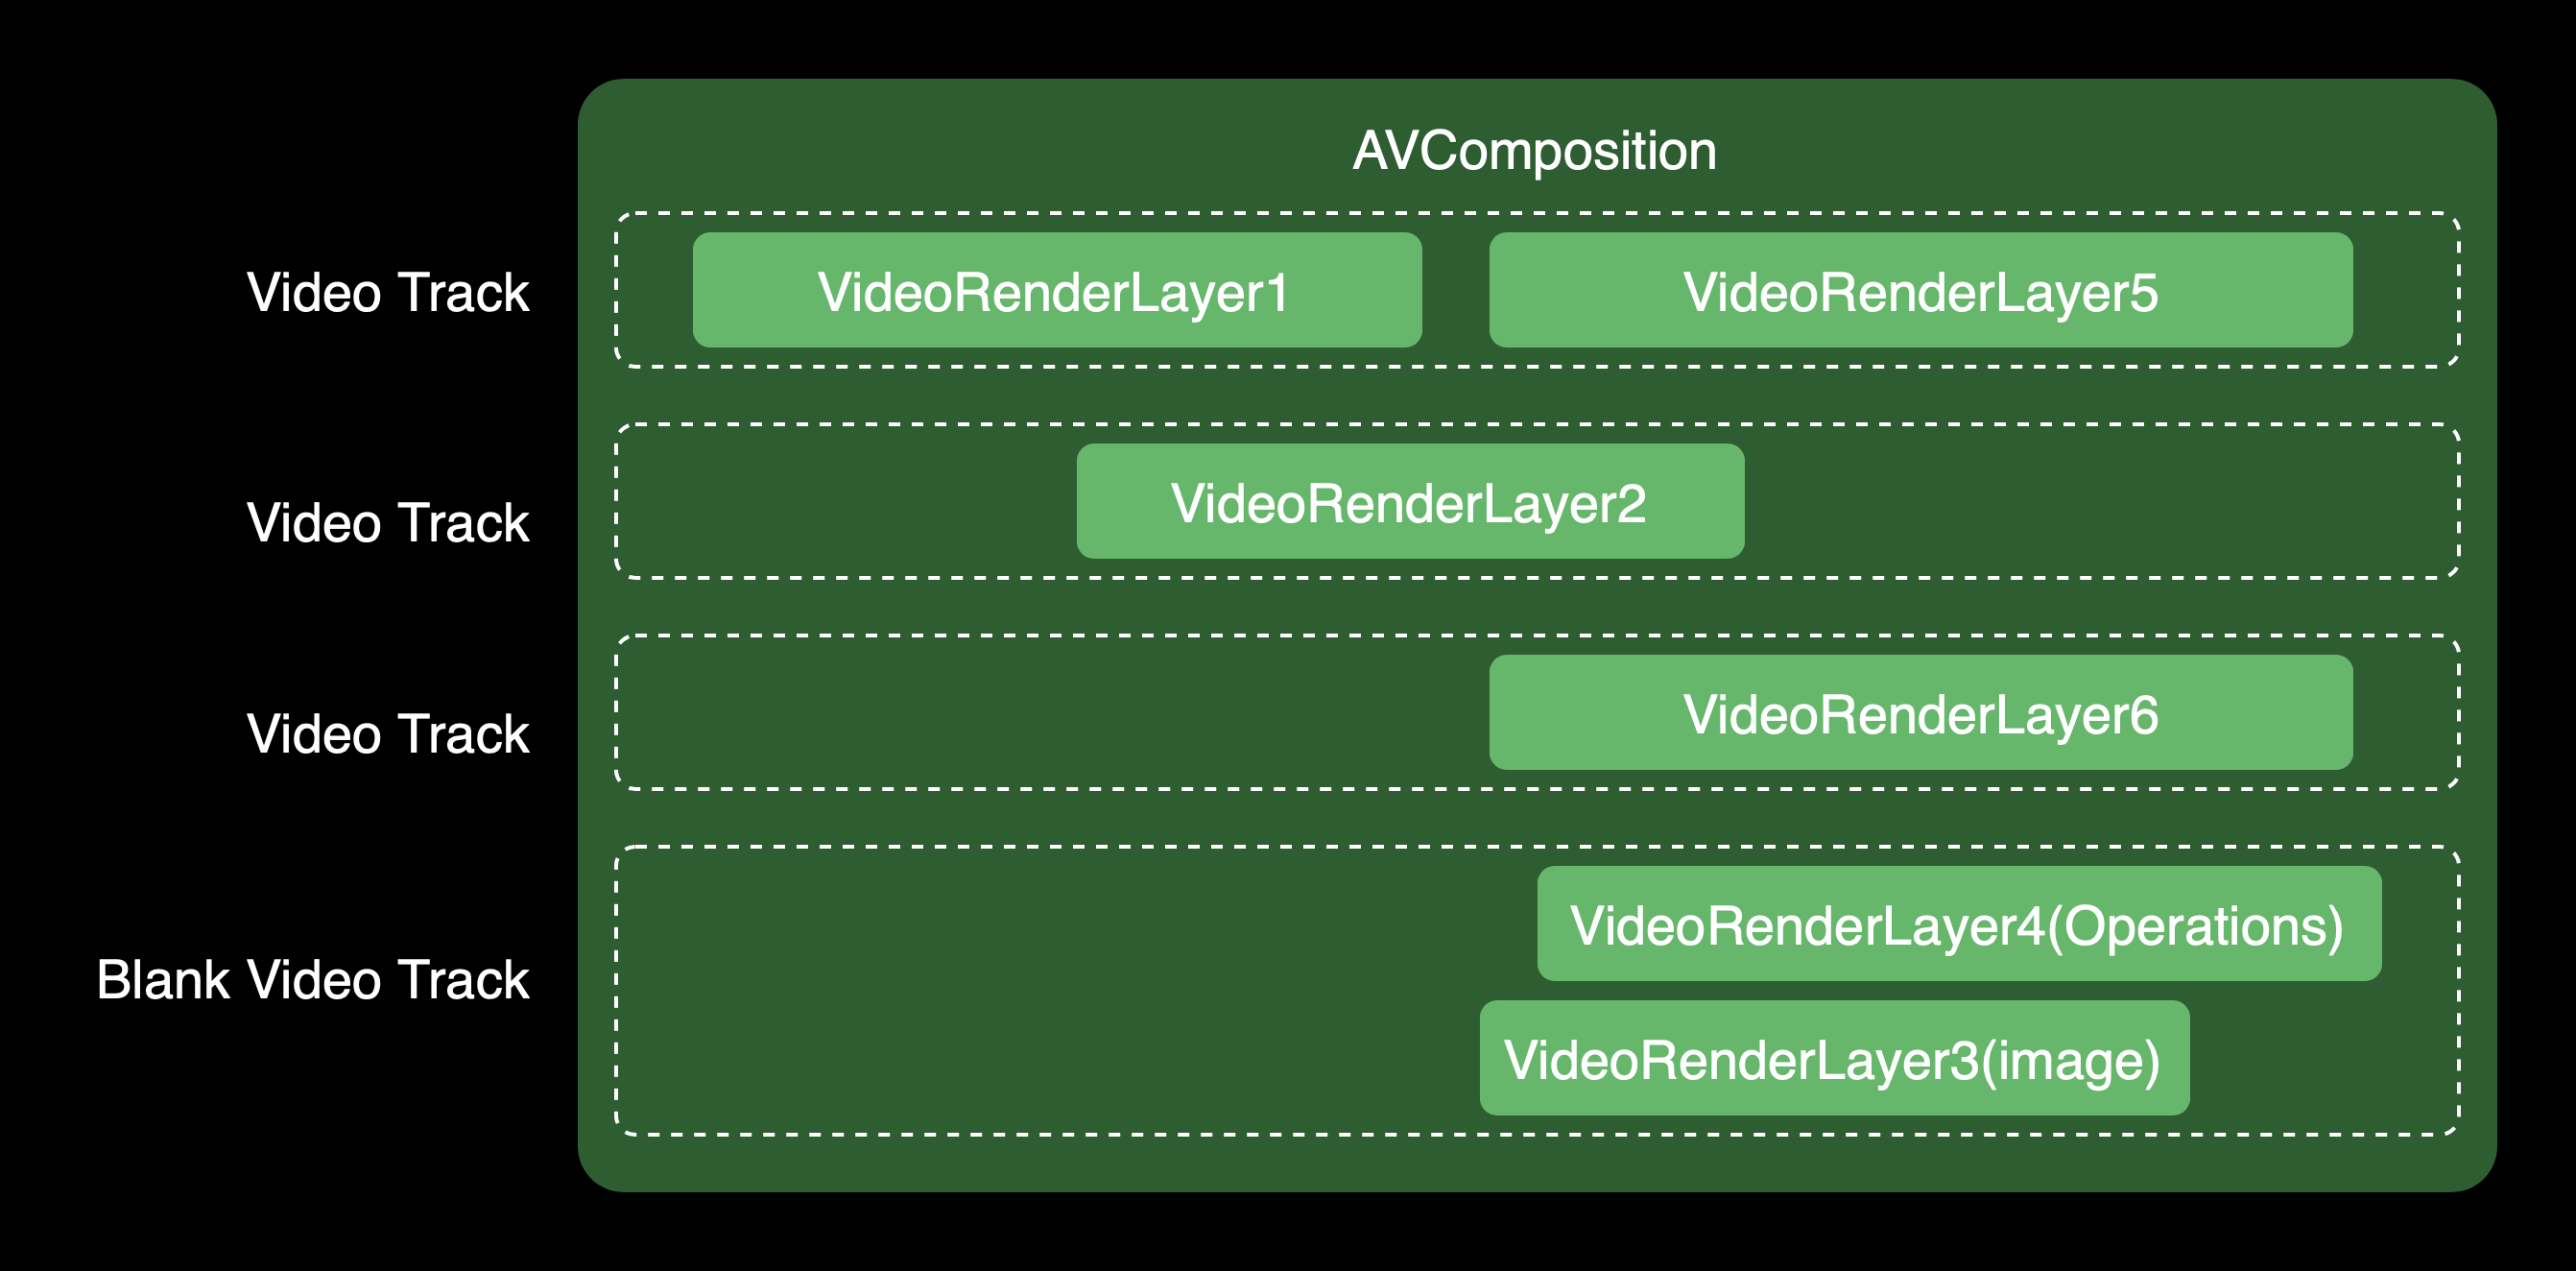 AVComposition
Video Track
VideoRenderLayer1
VideoRenderLayer5
Video Track
VideoRenderLayer2
Video Track
VideoRenderLayer6
Blank Video Track
VideoRenderLayer4(Operations)
VideoRenderLayer3(image)